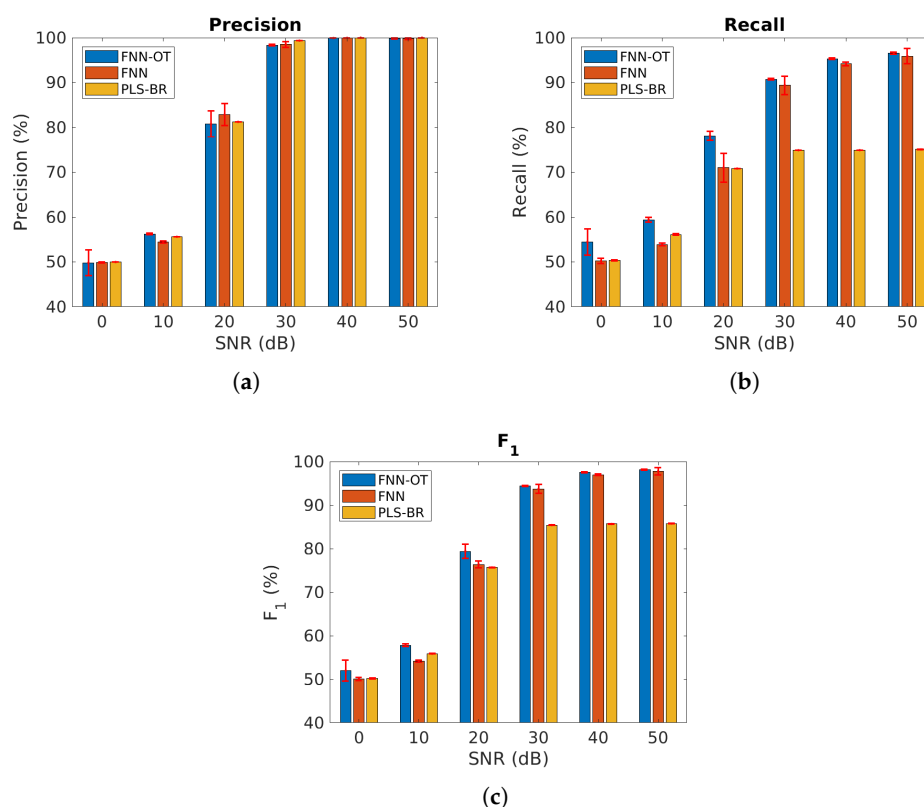 Precision
100
90
80
70
60
50
40
Precision (%)
FNN-OT
FNN
PLS-BR
0 10 20 30 40 50
SNR (dB)
(a)
Recall
100
90
80
70
60
50
40
Recall (%)
FNN-OT
FNN
PLS-BR
0 10 20 30 40 50
SNR (dB)
(b)
F1
100
90
80
70
60
50
40
F1 (%)
FNN-OT
FNN
PLS-BR
0 10 20 30 40 50
SNR (dB)
(c)